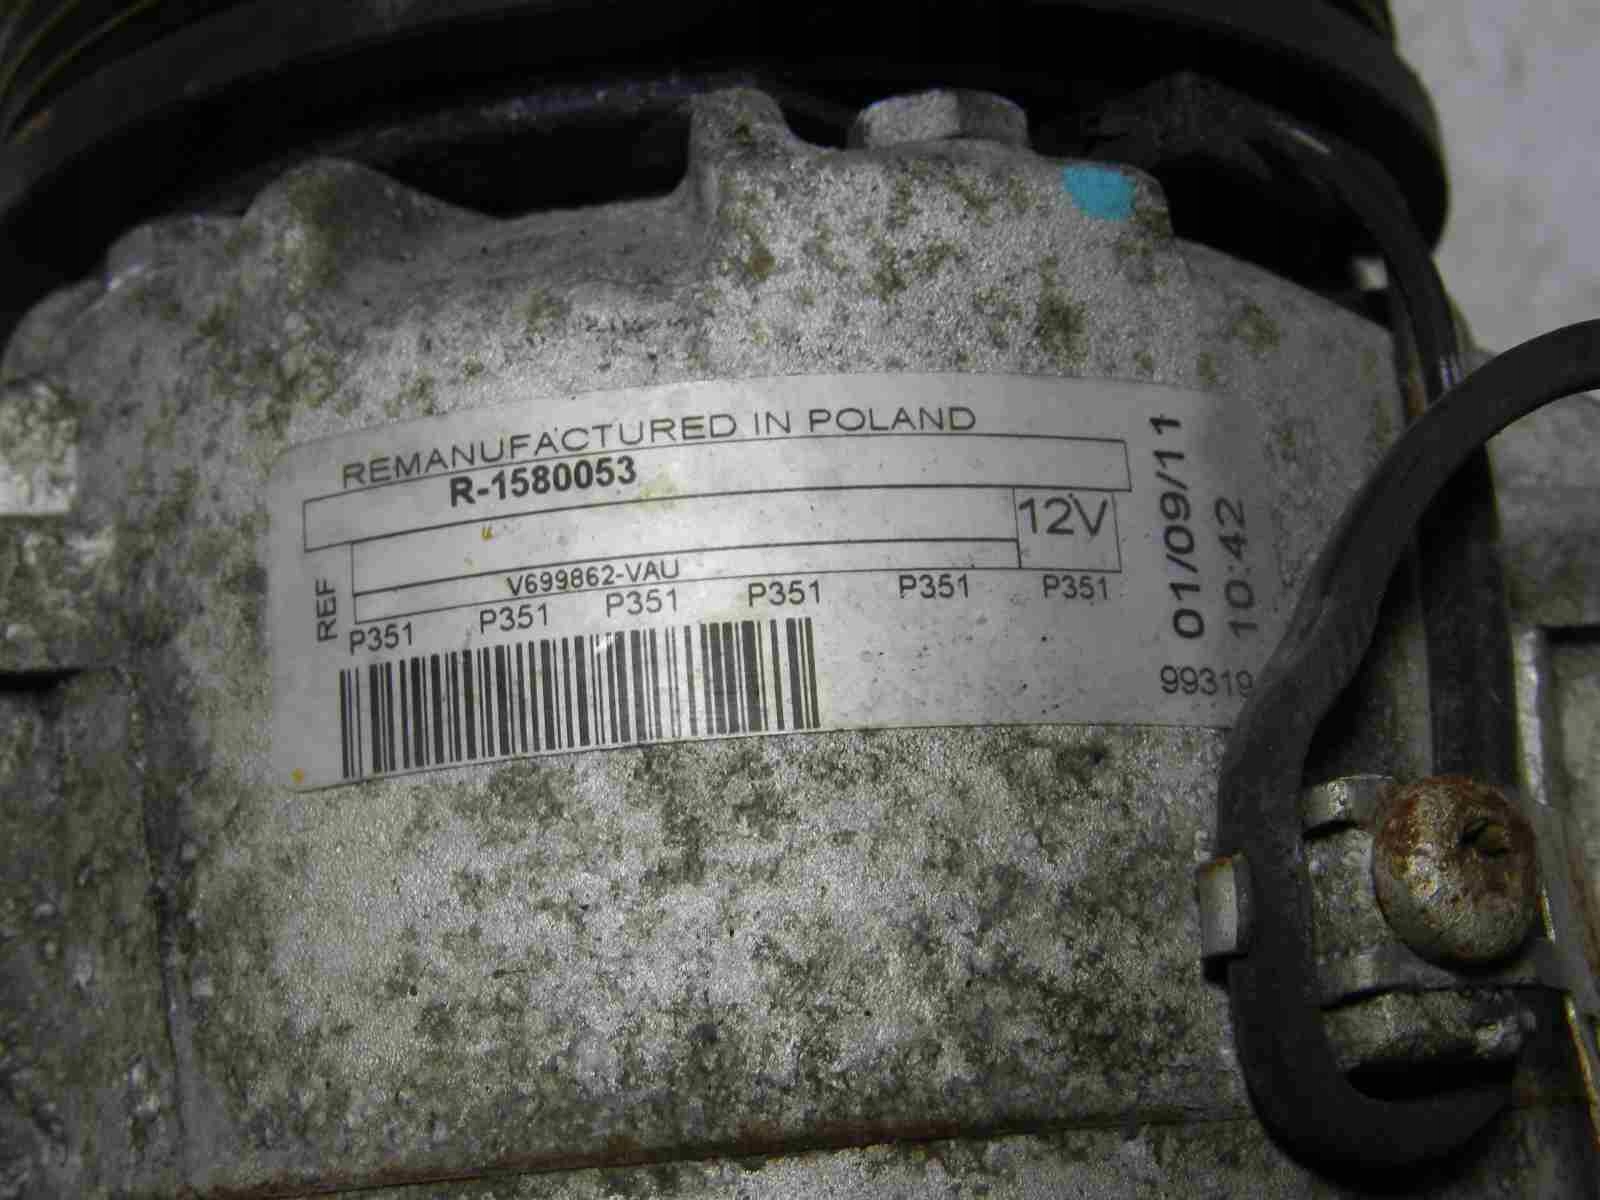 REMANUFACTURED IN POLAND
R-1580053
12V
REF
V699862-VAU
P351 P351 P351 P351 P351 P351
01/09/11
10:42
99319